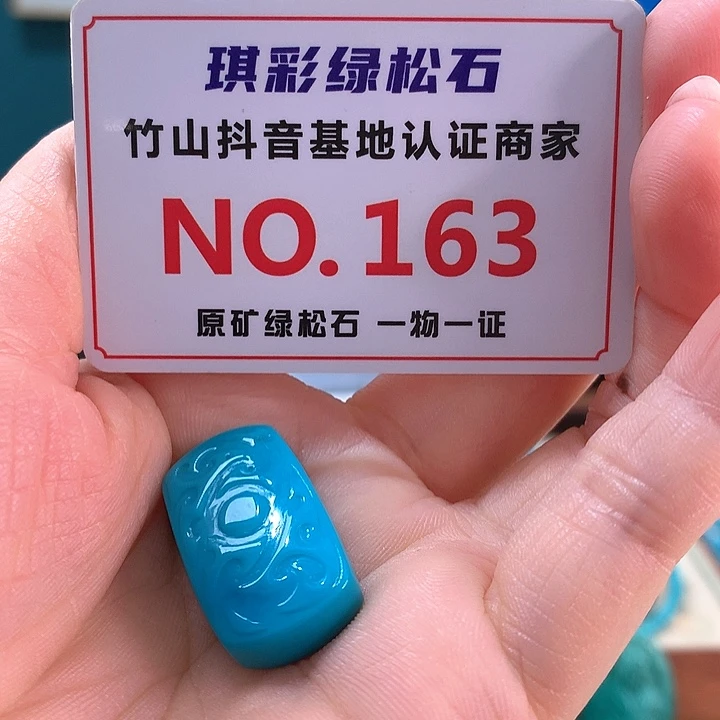 琪彩绿松石
竹山抖音基地认证商家
NO.163
原矿绿松石 一物一证